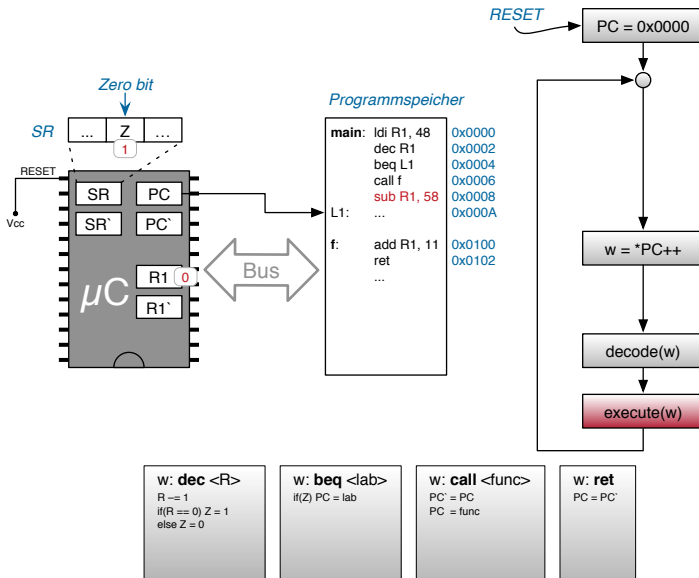 RESET
PC = 0x0000
Zero bit
Programmspeicher
SR
... Z ...
1
main: ldi R1, 48 0x0000
dec R1 0x0002
beq L1 0x0004
call f 0x0006
sub R1, 58 0x0008
L1: ... 0x000A
f: add R1, 11 0x0100
ret 0x0102
...
RESET
Vcc
SR PC
SR` PC`
R1 0
R1`
µC
Bus
w = *PC++
decode(w)
execute(w)
w: dec <R>
R −= 1
if(R == 0) Z = 1
else Z = 0
w: beq <lab>
if(Z) PC = lab
w: call <func>
PC` = PC
PC = func
w: ret
PC = PC`